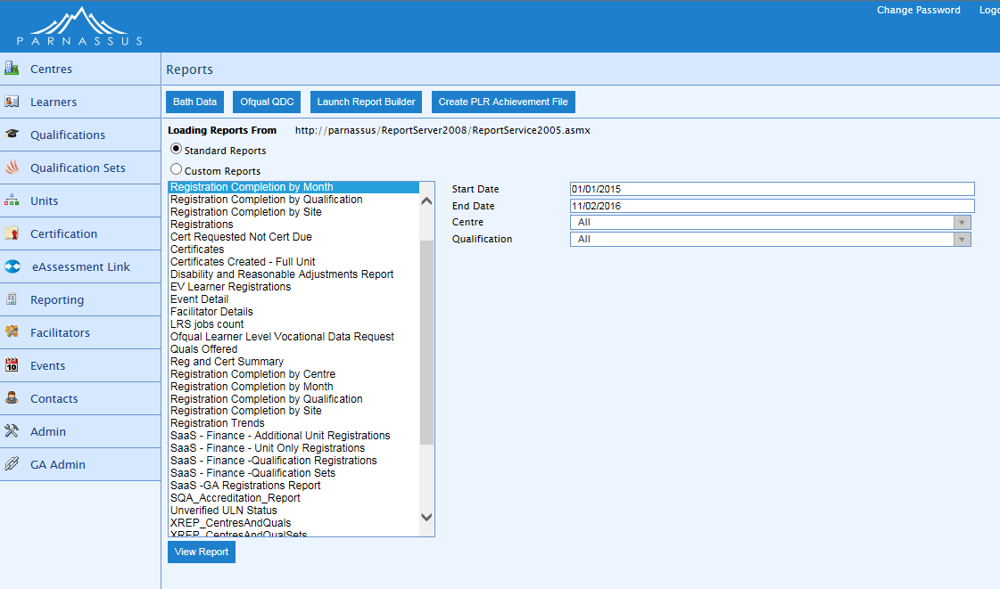 Change Password
PARNASSUS
Centres
Learners
Qualifications
Qualification Sets
Units
Certification
eAssessment Link
Reporting
Facilitators
Events
Contacts
Admin
GA Admin
Reports
Bath Data Ofqual QDC Launch Report Builder Create PLR Achievement File
Loading Reports From http://parnassus/ReportServer2008/ReportService2005.asmx
Standard Reports
Custom Reports
Registration Completion by Month
Registration Completion by Qualification
Registration Completion by Site
Registrations
Cert Requested Not Cert Due
Certificates
Certificates Created - Full Unit
Disability and Reasonable Adjustments Report
EV Learner Registrations
Event Detail
Facilitator Details
LRS jobs count
Ofqual Learner Level Vocational Data Request
Quals Offered
Reg and Cert Summary
Registration Completion by Centre
Registration Completion by Month
Registration Completion by Qualification
Registration Completion by Site
Registration Trends
SaaS - Finance - Additional Unit Registrations
SaaS - Finance - Unit Only Registrations
SaaS - Finance -Qualification Registrations
SaaS - Finance -Qualification Sets
SaaS -GA Registrations Report
SQA_Accreditation_Report
Unverified ULN Status
XREP_CentresAndQuals
XREP_CentresAndQualSets
Start Date 01/01/2015
End Date 11/02/2016
Centre All
Qualification All
View Report